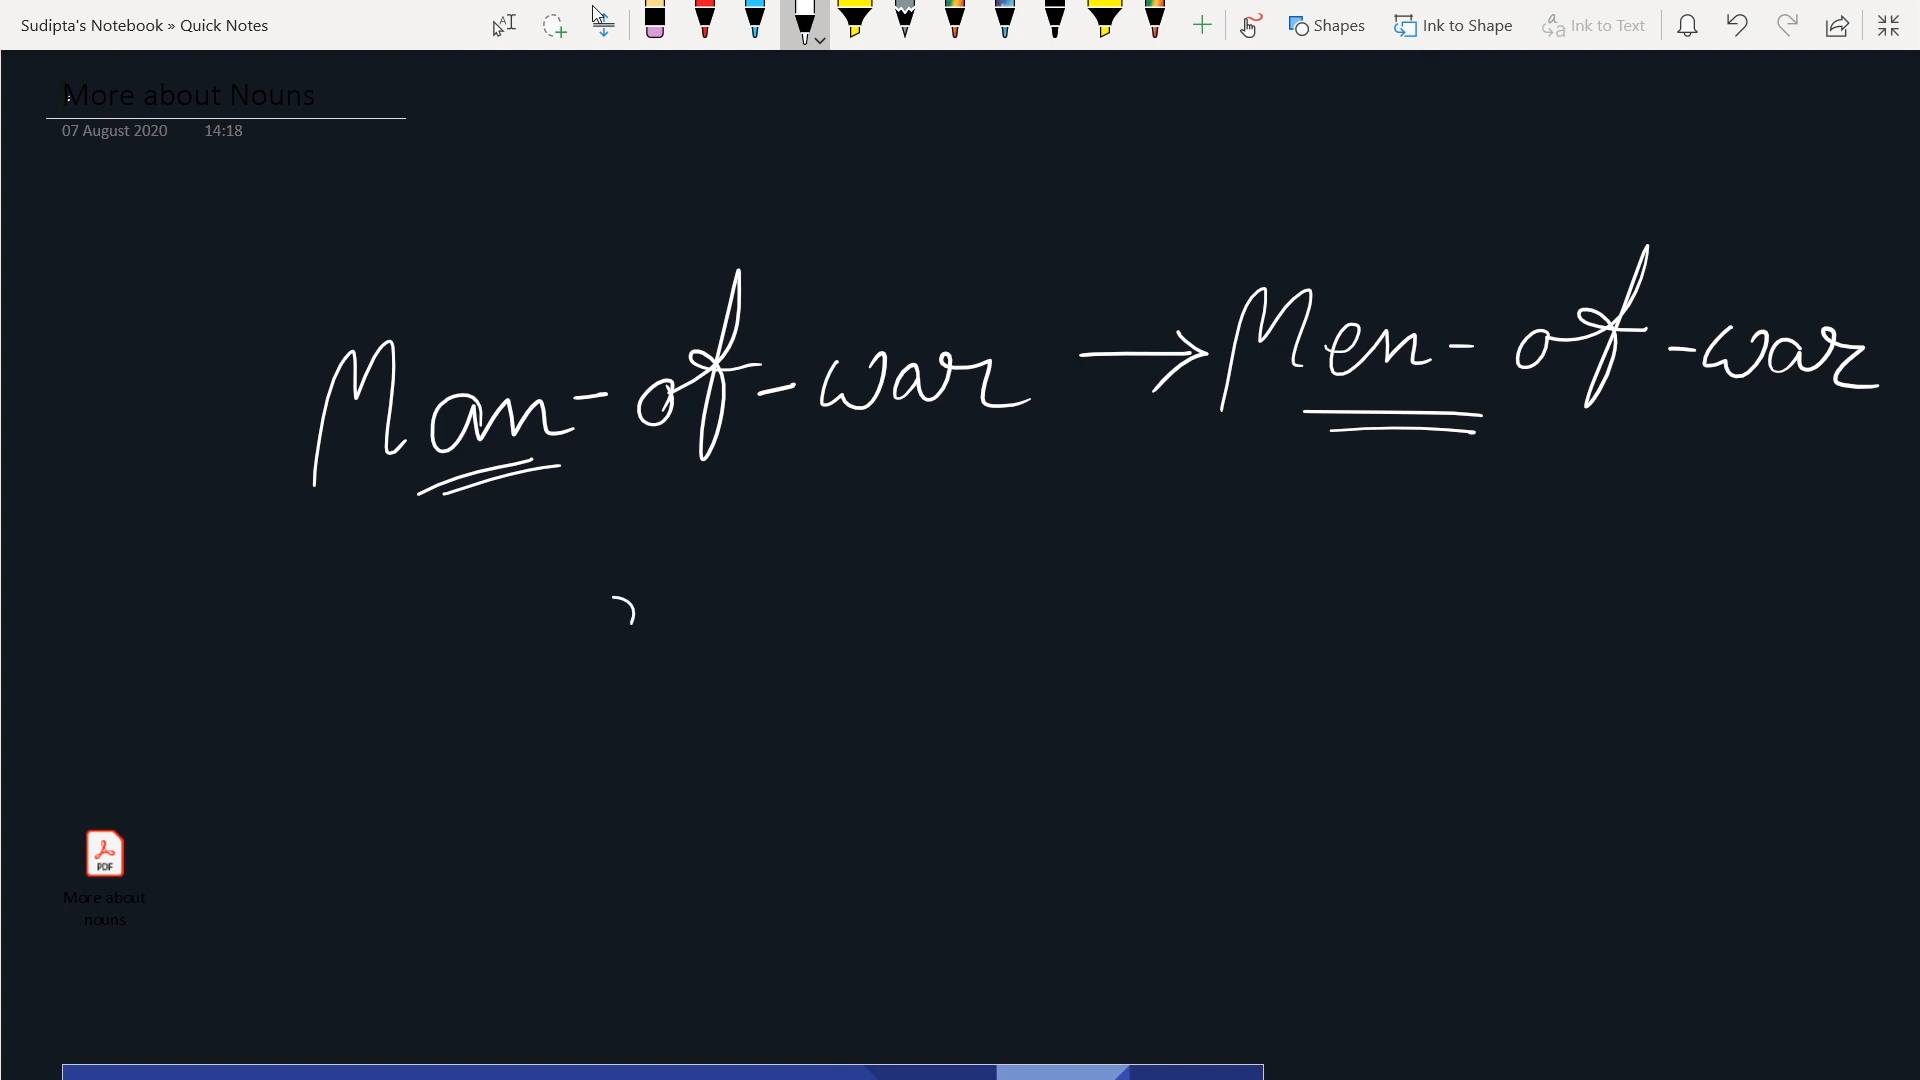 Sudipta's Notebook » Quick Notes
Shapes
Ink to Shape
Ink to Text
More about Nouns
07 August 2020 14:18
Man-of-war → Men-of-war
PDF
More about
nouns